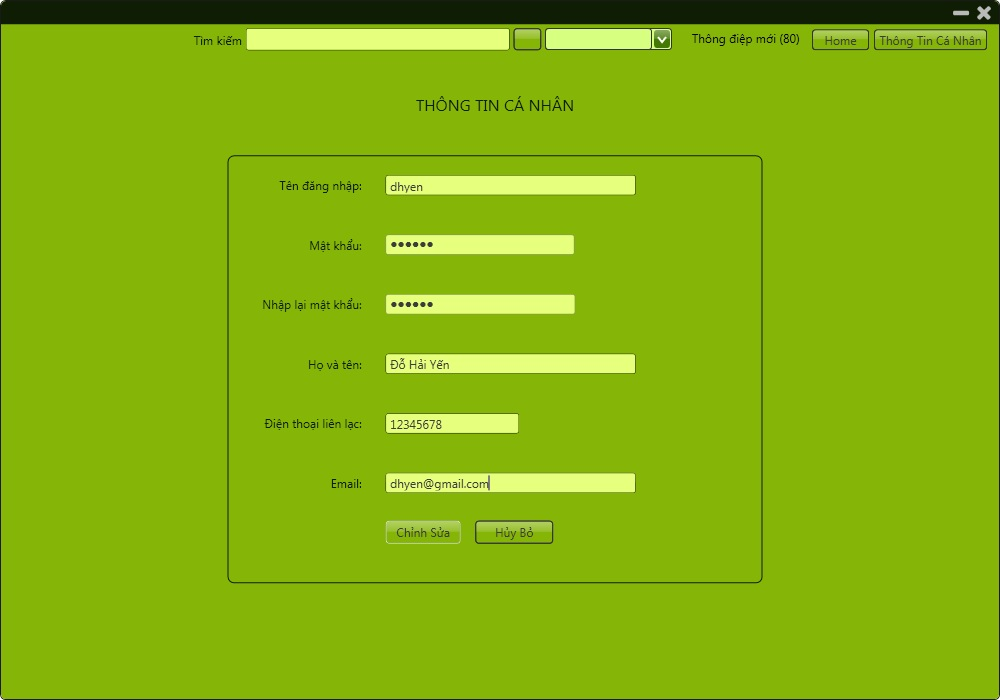 Tìm kiếm Thông điệp mới (80) Home Thông Tin Cá Nhân
THÔNG TIN CÁ NHÂN
Tên đăng nhập: dhyen
Mật khẩu: ●●●●●●
Nhập lại mật khẩu: ●●●●●●
Họ và tên: Đỗ Hải Yến
Điện thoại liên lạc: 12345678
Email: dhyen@gmail.com
Chỉnh Sửa Hủy Bỏ